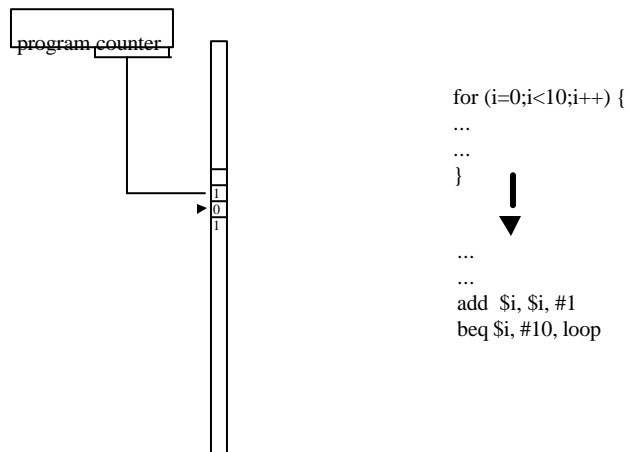 program counter
1
0
1
for (i=0;i<10;i++) {
...
...
}
...
...
add $i, $i, #1
beq $i, #10, loop